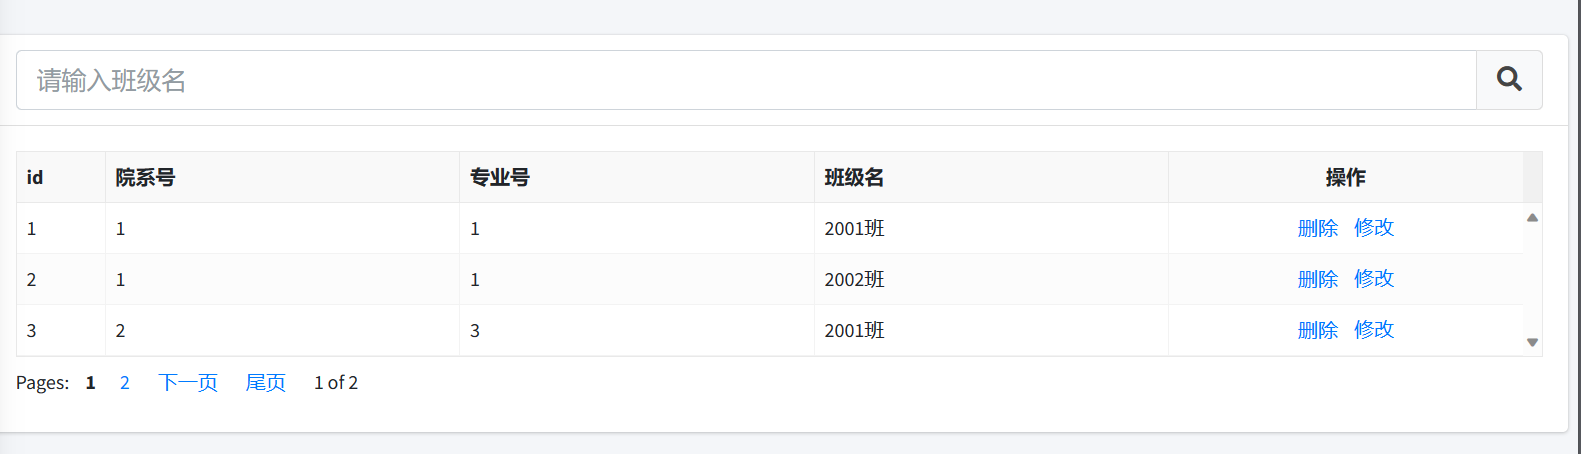 请输入班级名
id 院系号 专业号 班级名 操作
1 1 1 2001班 删除 修改
2 1 1 2002班 删除 修改
3 2 3 2001班 删除 修改
Pages: 1 2 下一页 尾页 1 of 2